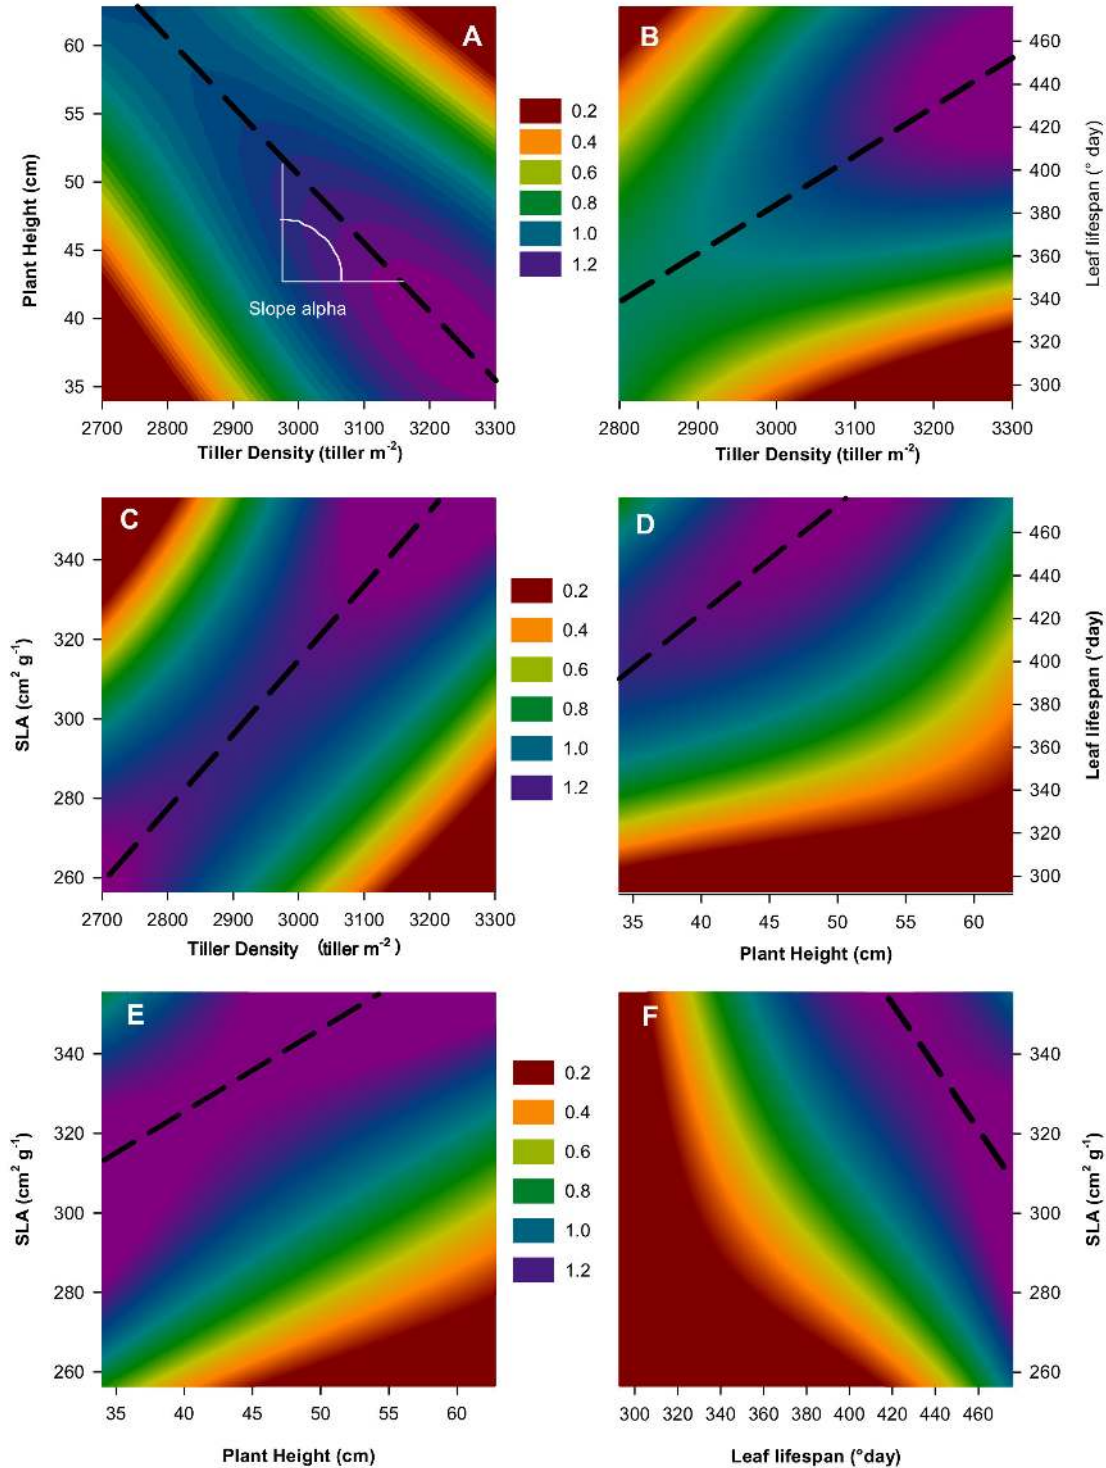 A
60
55
50
45
40
35
Plant Height (cm)
Slope alpha
2700 2800 2900 3000 3100 3200 3300
Tiller Density (tiller m⁻²)
0.2
0.4
0.6
0.8
1.0
1.2
B
460
440
420
400
380
360
340
320
300
Leaf lifespan (° day)
2800 2900 3000 3100 3200 3300
Tiller Density (tiller m⁻²)
C
340
320
300
280
260
SLA (cm² g⁻¹)
2700 2800 2900 3000 3100 3200 3300
Tiller Density (tiller m⁻²)
0.2
0.4
0.6
0.8
1.0
1.2
D
460
440
420
400
380
360
340
320
300
Leaf lifespan (°day)
35 40 45 50 55 60
Plant Height (cm)
E
340
320
300
280
260
SLA (cm² g⁻¹)
35 40 45 50 55 60
Plant Height (cm)
0.2
0.4
0.6
0.8
1.0
1.2
F
340
320
300
280
260
SLA (cm² g⁻¹)
300 320 340 360 380 400 420 440 460
Leaf lifespan (°day)